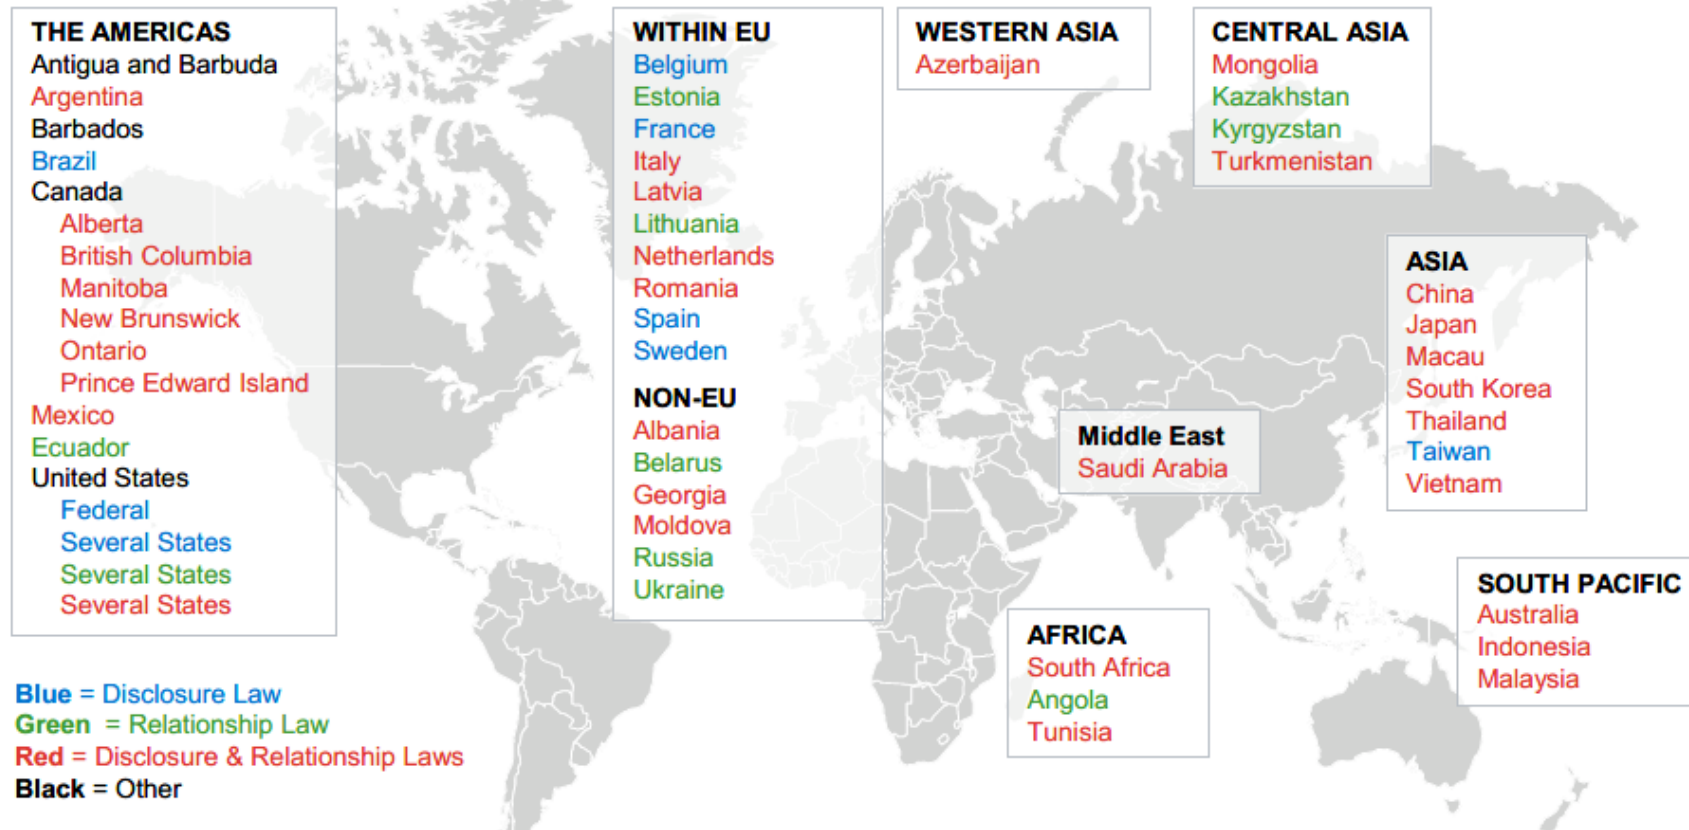 THE AMERICAS
Antigua and Barbuda
Argentina
Barbados
Brazil
Canada
Alberta
British Columbia
Manitoba
New Brunswick
Ontario
Prince Edward Island
Mexico
Ecuador
United States
Federal
Several States
Several States
Several States
WITHIN EU
Belgium
Estonia
France
Italy
Latvia
Lithuania
Netherlands
Romania
Spain
Sweden
NON-EU
Albania
Belarus
Georgia
Moldova
Russia
Ukraine
WESTERN ASIA
Azerbaijan
CENTRAL ASIA
Mongolia
Kazakhstan
Kyrgyzstan
Turkmenistan
ASIA
China
Japan
Macau
South Korea
Thailand
Taiwan
Vietnam
Middle East
Saudi Arabia
AFRICA
South Africa
Angola
Tunisia
SOUTH PACIFIC
Australia
Indonesia
Malaysia
Blue = Disclosure Law
Green = Relationship Law
Red = Disclosure & Relationship Laws
Black = Other